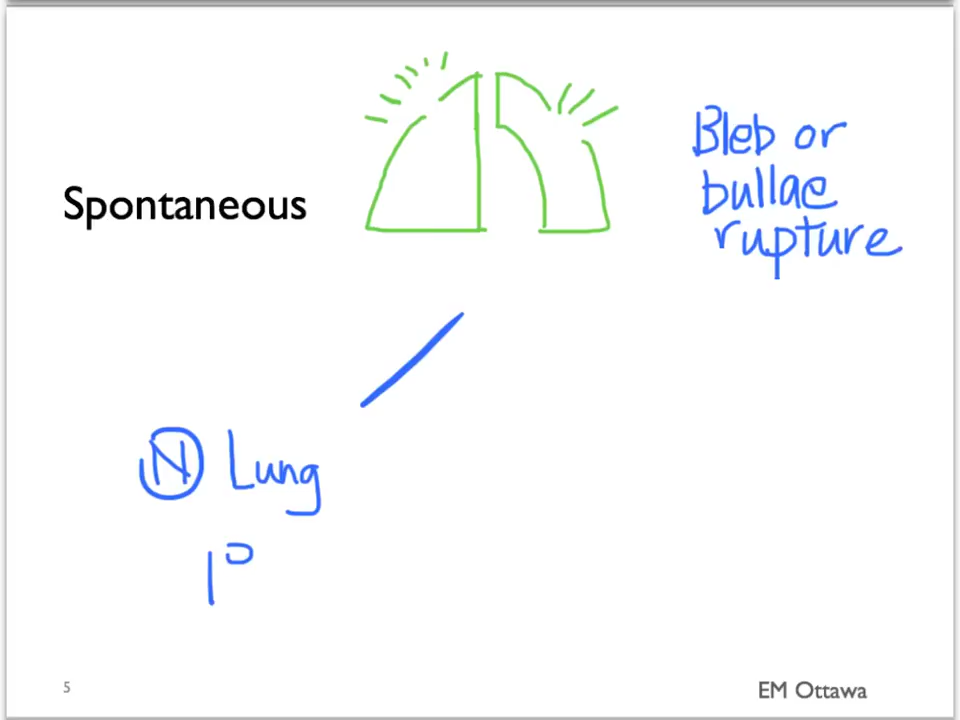 Spontaneous
Bleb or
bullae
rupture
N Lung
1°
5
EM Ottawa